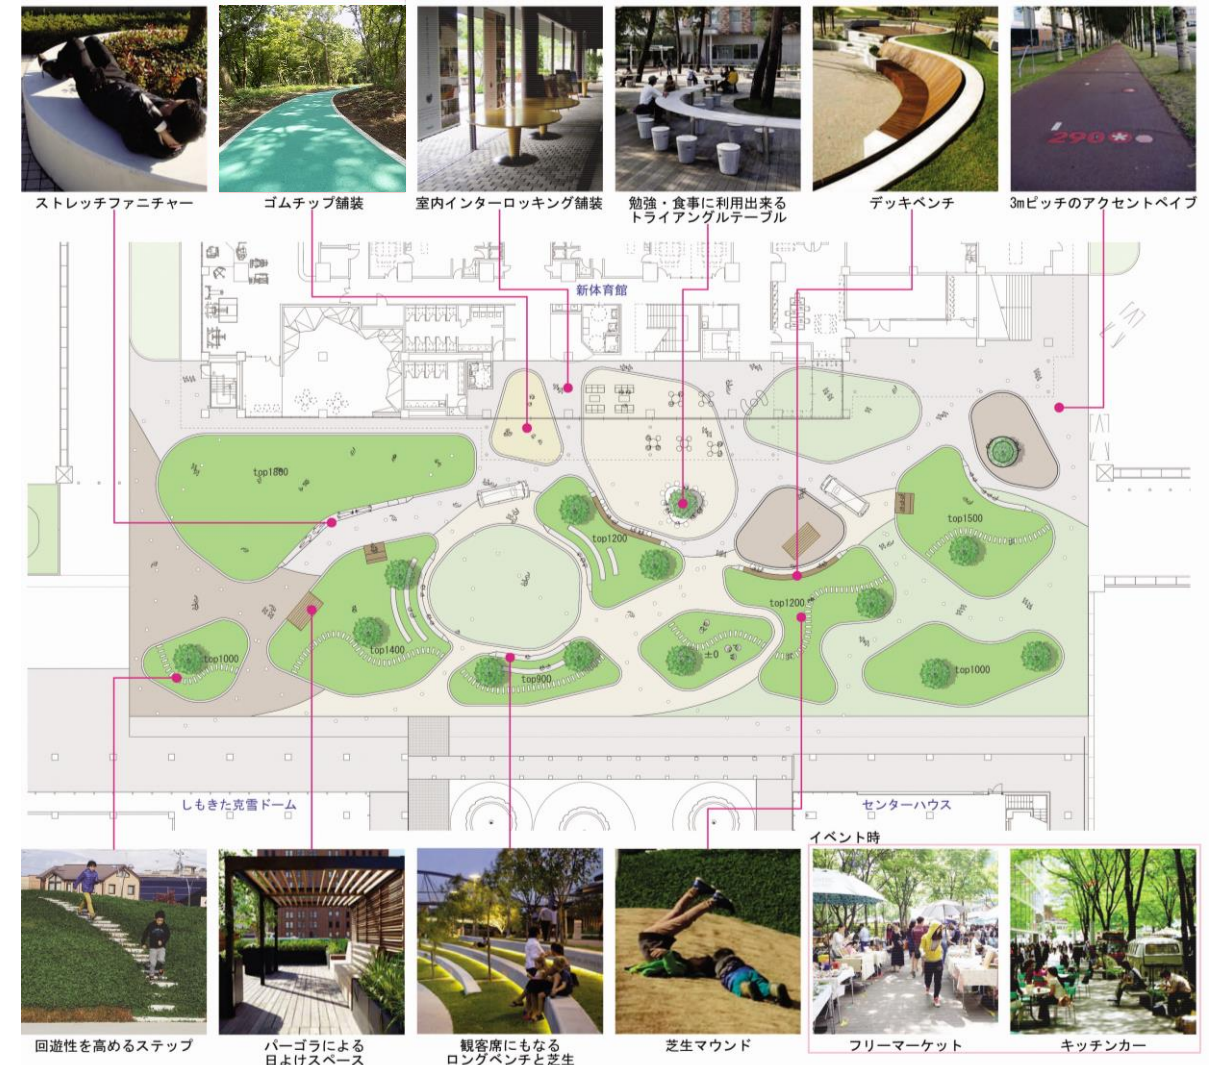 ストレッチファニチャー
ゴムチップ舗装
室内インターロッキング舗装
勉強・食事に利用出来る
トライアングルテーブル
デッキベンチ
3mピッチのアクセントペイブ
290
新体育館
top1800
top1200
top1500
top1200
top1000
top1400
top900
±0
top1000
しもきた克雪ドーム
センターハウス
イベント時
回遊性を高めるステップ
パーゴラによる
日よけスペース
観客席にもなる
ロングベンチと芝生
芝生マウンド
フリーマーケット
キッチンカー